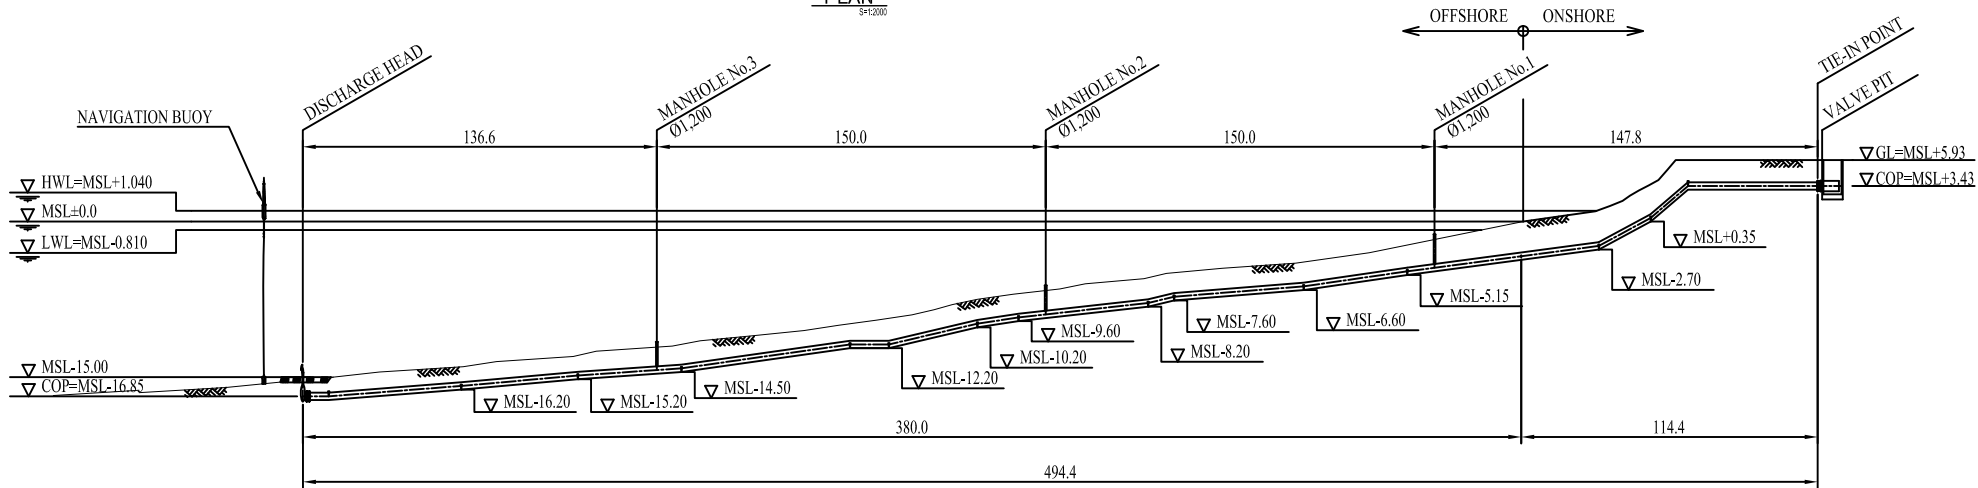 PLAN
S=1:2000
OFFSHORE
ONSHORE
DISCHARGE HEAD
MANHOLE No.3
Ø1,200
MANHOLE No.2
Ø1,200
MANHOLE No.1
Ø1,200
TIE-IN POINT
VALVE PIT
NAVIGATION BUOY
136.6
150.0
150.0
147.8
GL=MSL+5.93
COP=MSL+3.43
HWL=MSL+1.040
MSL±0.0
LWL=MSL-0.810
MSL+0.35
MSL-2.70
MSL-5.15
MSL-6.60
MSL-7.60
MSL-8.20
MSL-9.60
MSL-10.20
MSL-12.20
MSL-14.50
MSL-15.20
MSL-16.20
MSL-15.00
COP=MSL-16.85
380.0
114.4
494.4